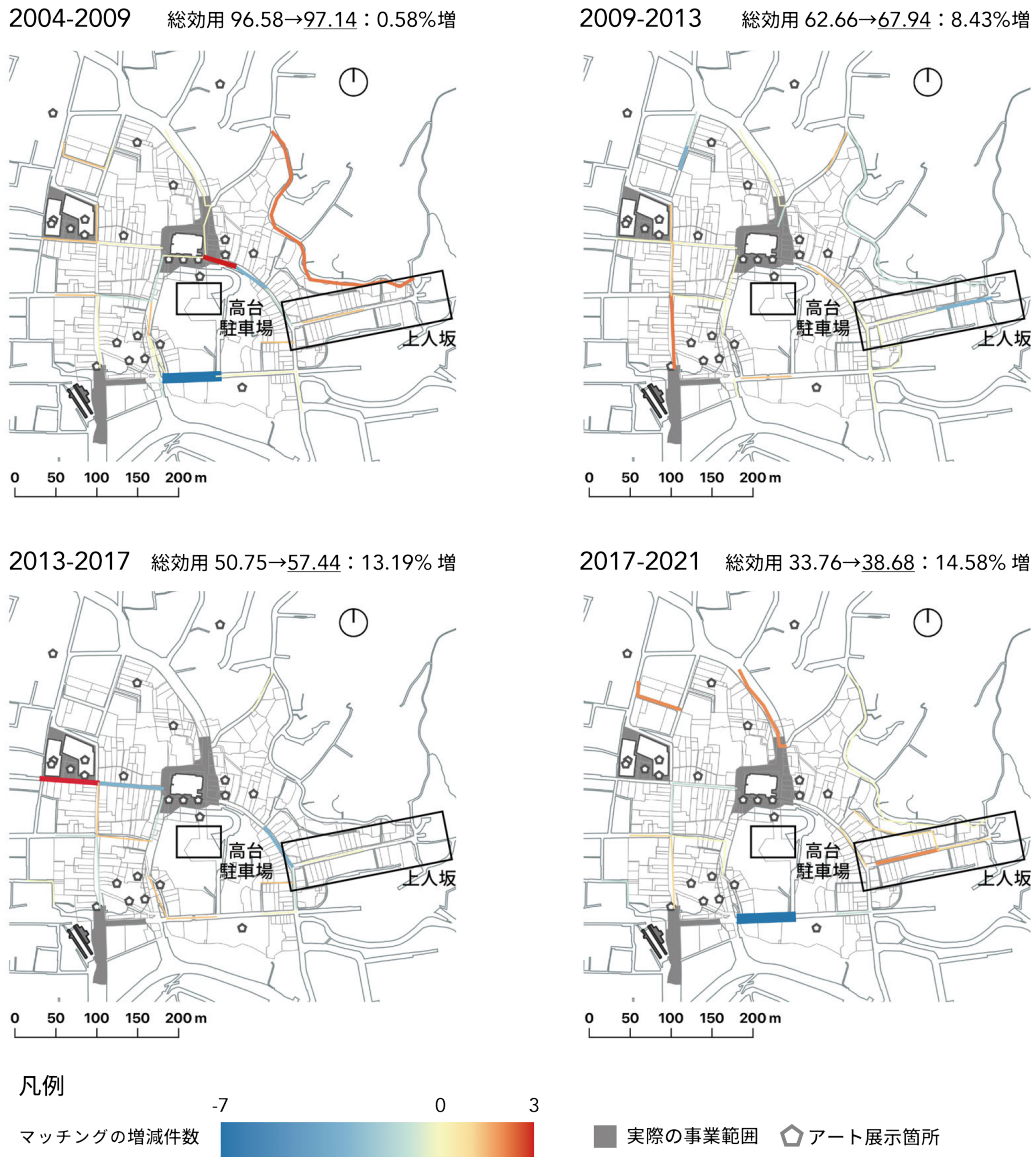 2004-2009 総効用 96.58→97.14：0.58%増
高台
駐車場
上人坂
0 50 100 150 200 m
2009-2013 総効用 62.66→67.94：8.43%増
高台
駐車場
上人坂
0 50 100 150 200 m
2013-2017 総効用 50.75→57.44：13.19% 増
高台
駐車場
上人坂
0 50 100 150 200 m
2017-2021 総効用 33.76→38.68：14.58% 増
高台
駐車場
上人坂
0 50 100 150 200 m
凡例
-7 0 3
マッチングの増減件数
実際の事業範囲 アート展示箇所